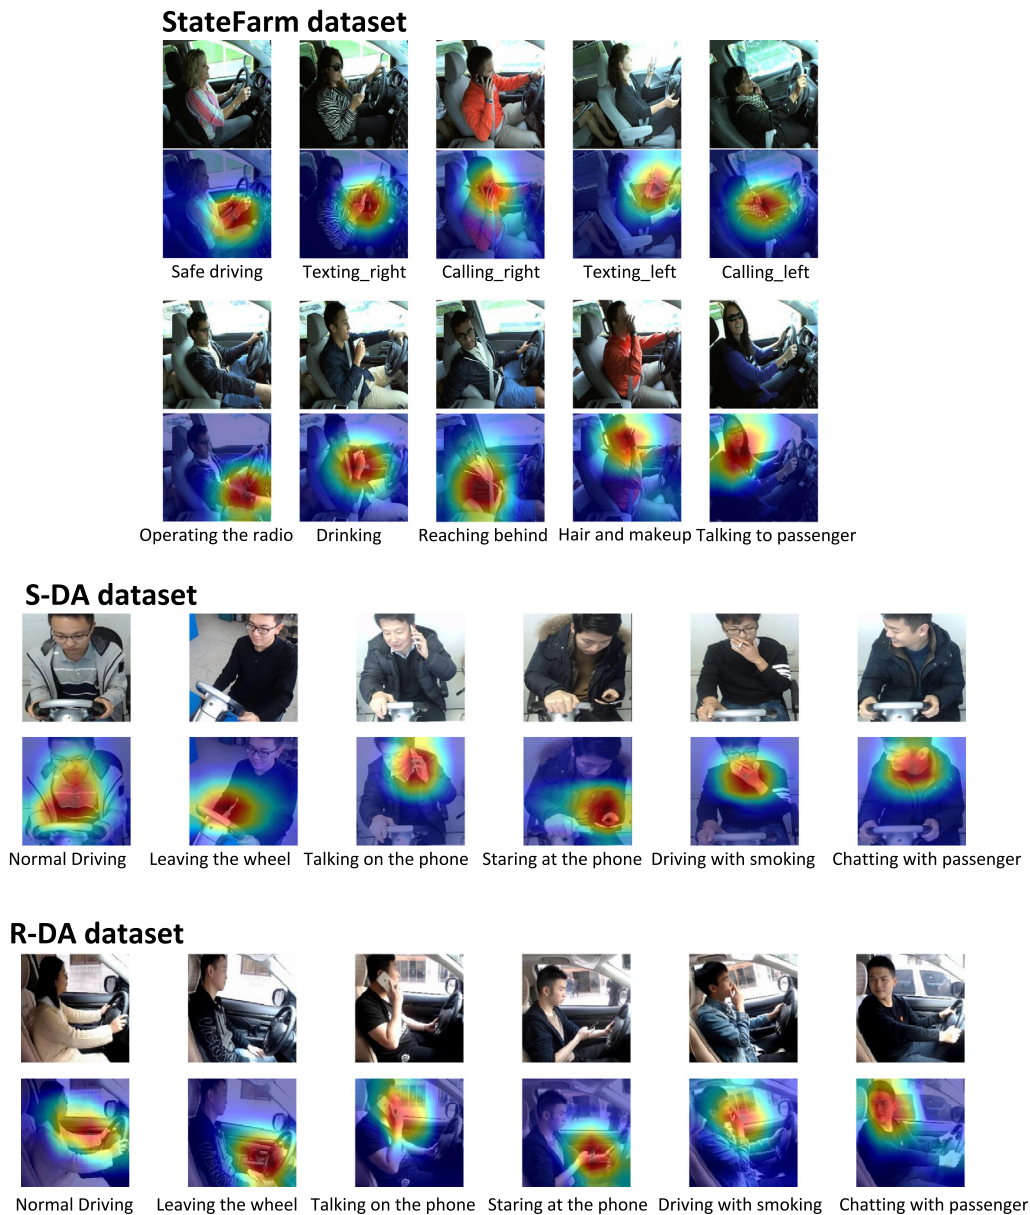 StateFarm dataset
Safe driving Texting_right Calling_right Texting_left Calling_left
Operating the radio Drinking Reaching behind Hair and makeup Talking to passenger
S-DA dataset
Normal Driving Leaving the wheel Talking on the phone Staring at the phone Driving with smoking Chatting with passenger
R-DA dataset
Normal Driving Leaving the wheel Talking on the phone Staring at the phone Driving with smoking Chatting with passenger